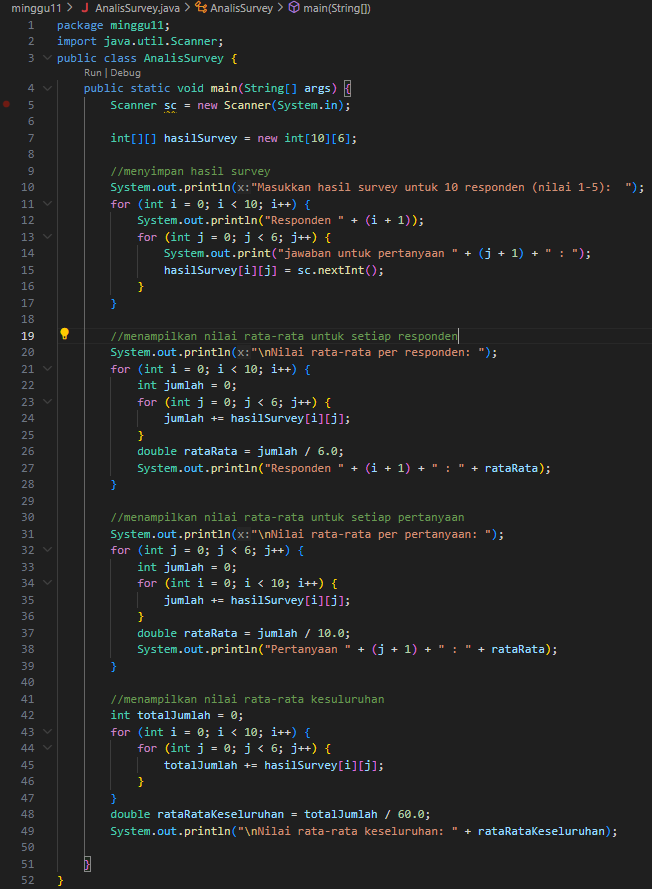 minggu11 > J AnalisSurvey.java > AnalisSurvey > main(String[])
1 package minggu11;
2 import java.util.Scanner;
3 public class AnalisSurvey {
Run | Debug
4     public static void main(String[] args) {
5         Scanner sc = new Scanner(System.in);
6
7         int[][] hasilSurvey = new int[10][6];
8
9         //menyimpan hasil survey
10         System.out.println(x:"Masukkan hasil survey untuk 10 responden (nilai 1-5):  ");
11         for (int i = 0; i < 10; i++) {
12             System.out.println("Responden " + (i + 1));
13             for (int j = 0; j < 6; j++) {
14                 System.out.print("jawaban untuk pertanyaan " + (j + 1) + " : ");
15                 hasilSurvey[i][j] = sc.nextInt();
16             }
17         }
18
19         //menampilkan nilai rata-rata untuk setiap responden
20         System.out.println(x:"\nNilai rata-rata per responden: ");
21         for (int i = 0; i < 10; i++) {
22             int jumlah = 0;
23             for (int j = 0; j < 6; j++) {
24                 jumlah += hasilSurvey[i][j];
25             }
26             double rataRata = jumlah / 6.0;
27             System.out.println("Responden " + (i + 1) + " : " + rataRata);
28         }
29
30         //menampilkan nilai rata-rata untuk setiap pertanyaan
31         System.out.println(x:"\nNilai rata-rata per pertanyaan: ");
32         for (int j = 0; j < 6; j++) {
33             int jumlah = 0;
34             for (int i = 0; i < 10; i++) {
35                 jumlah += hasilSurvey[i][j];
36             }
37             double rataRata = jumlah / 10.0;
38             System.out.println("Pertanyaan " + (j + 1) + " : " + rataRata);
39         }
40
41         //menampilkan nilai rata-rata kesuluruhan
42         int totalJumlah = 0;
43         for (int i = 0; i < 10; i++) {
44             for (int j = 0; j < 6; j++) {
45                 totalJumlah += hasilSurvey[i][j];
46             }
47         }
48         double rataRataKeseluruhan = totalJumlah / 60.0;
49         System.out.println("\nNilai rata-rata keseluruhan: " + rataRataKeseluruhan);
50
51     }
52 }